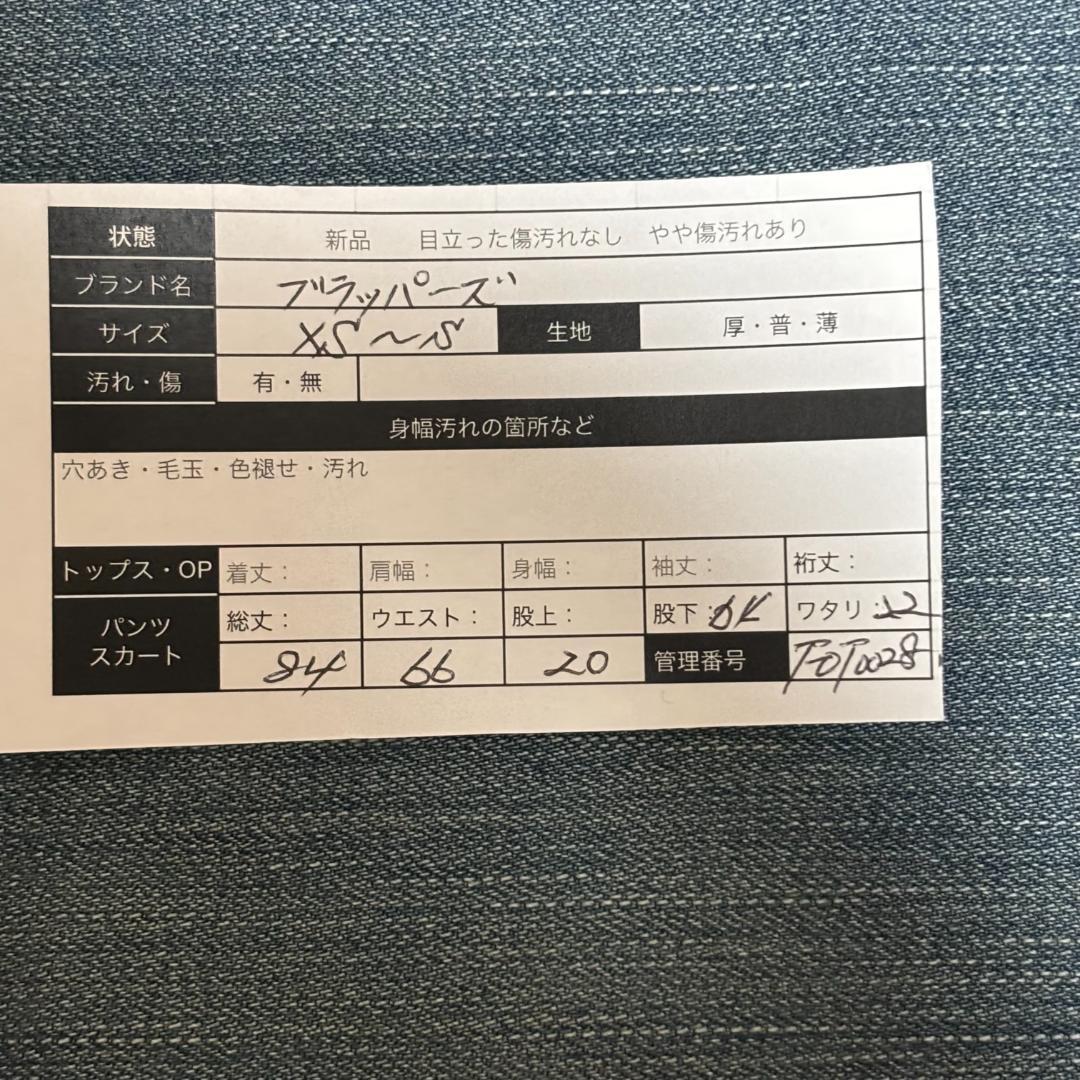 状態 新品 目立った傷汚れなし やや傷汚れあり
ブランド名 ブラッパーズ
サイズ XS〜S 生地 厚・普・薄
汚れ・傷 有・無
身幅汚れの箇所など
穴あき・毛玉・色褪せ・汚れ
トップス・OP 着丈： 肩幅： 身幅： 袖丈： 裄丈：
パンツ スカート 総丈： ウエスト： 股上： 股下： ワタリ：22
84 66 20 管理番号